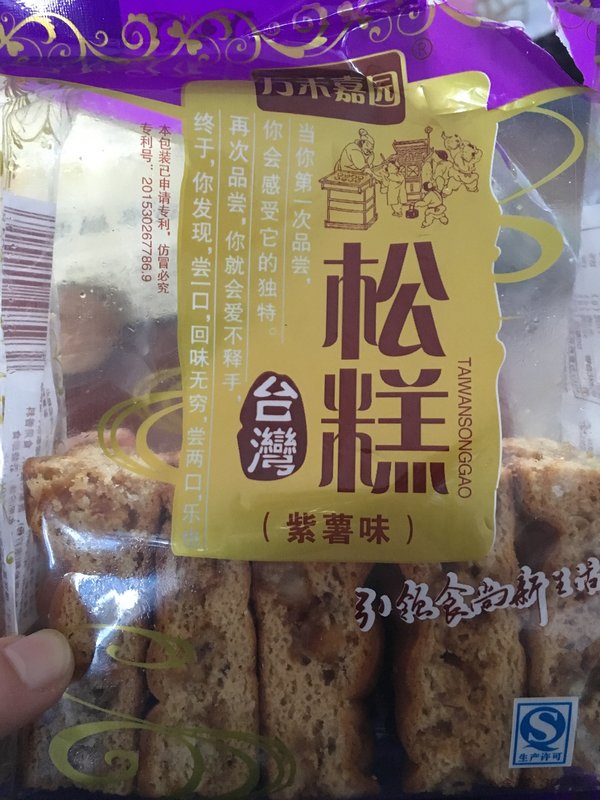 万禾嘉园
®
当你第一次品尝，
你会感受它的独特。
再次品尝，你就会爱不释手，
终于，你发现，尝一口，回味无穷，尝两口，乐
本包装已申请专利，仿冒必究
专利号：201530267786.9
松糕
TAIWANSONGGAO
台灣
（紫薯味）
引领食尚新生活
S
生产许可